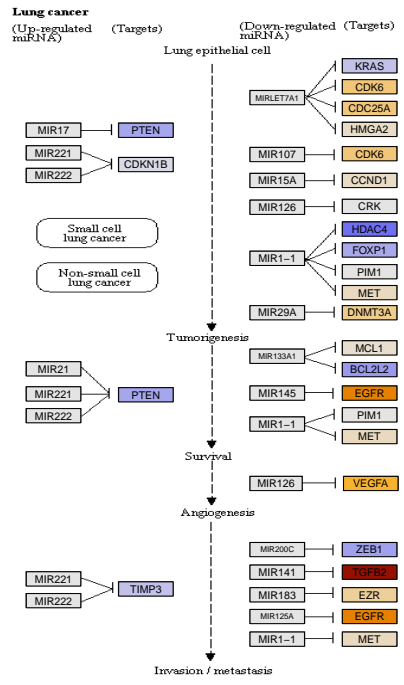 Lung cancer
(Up-regulated miRNA)
(Targets)
(Down-regulated miRNA)
(Targets)
Lung epithelial cell
MIR17
PTEN
MIR221
MIR222
CDKN1B
Small cell
lung cancer
Non-small cell
lung cancer
MIRLET7A1
KRAS
CDK6
CDC25A
HMGA2
MIR107
CDK6
MIR15A
CCND1
MIR126
CRK
MIR1-1
HDAC4
FOXP1
PIM1
MET
MIR29A
DNMT3A
Tumorigenesis
MIR21
MIR221
MIR222
PTEN
MIR133A1
MCL1
BCL2L2
MIR145
EGFR
MIR1-1
PIM1
MET
Survival
MIR126
VEGFA
Angiogenesis
MIR221
MIR222
TIMP3
MIR200C
ZEB1
MIR141
TGFB2
MIR183
EZR
MIR125A
EGFR
MIR1-1
MET
Invasion / metastasis